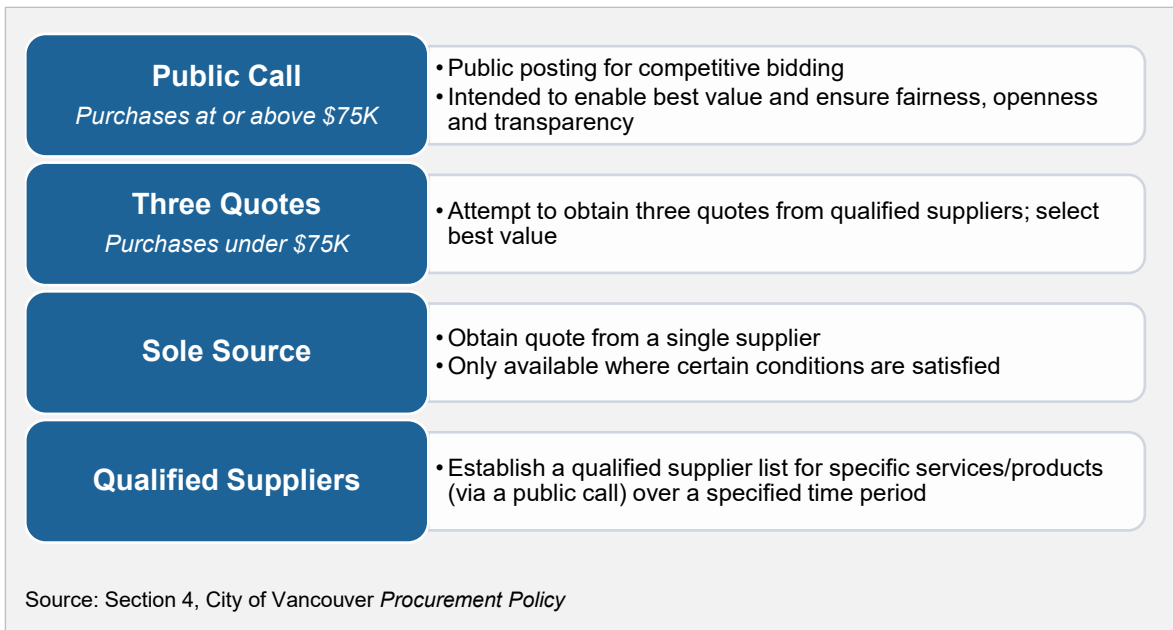 Public Call
Purchases at or above $75K
• Public posting for competitive bidding
• Intended to enable best value and ensure fairness, openness
and transparency
Three Quotes
Purchases under $75K
• Attempt to obtain three quotes from qualified suppliers; select
best value
Sole Source
• Obtain quote from a single supplier
• Only available where certain conditions are satisfied
Qualified Suppliers
• Establish a qualified supplier list for specific services/products
(via a public call) over a specified time period
Source: Section 4, City of Vancouver Procurement Policy